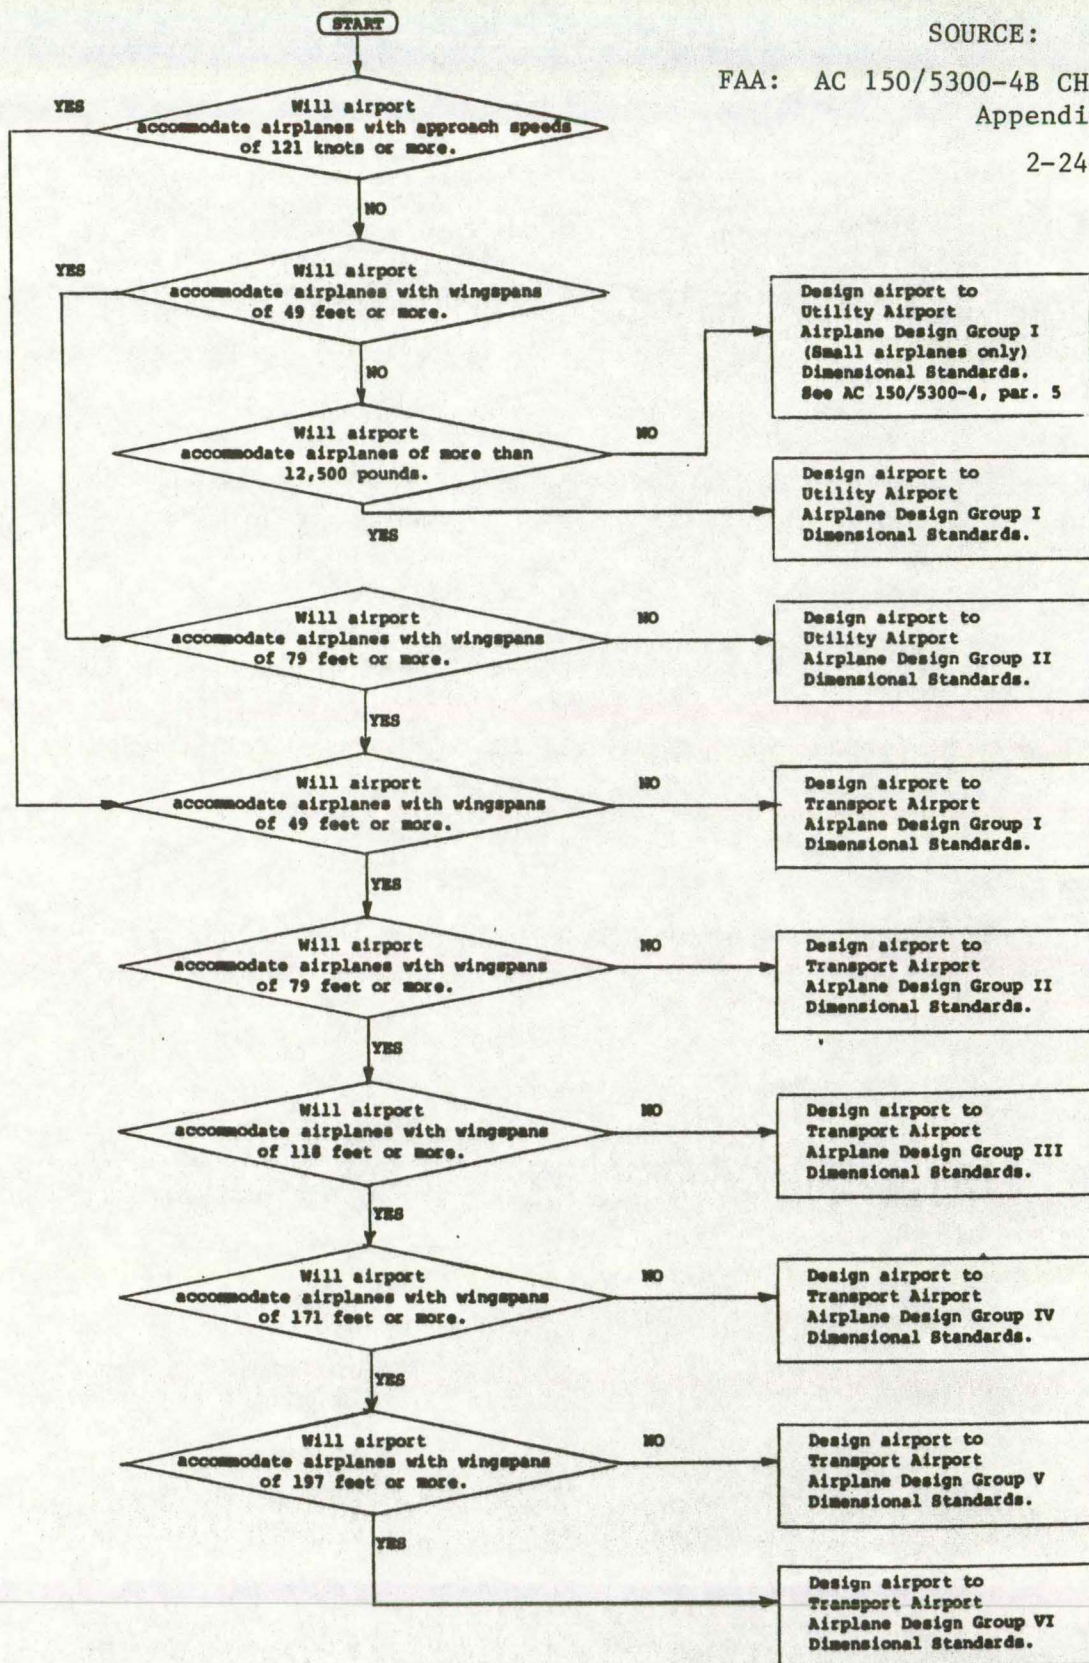 START
SOURCE:
FAA: AC 150/5300-4B CH
Appendi
2-24
YES
Will airport
accommodate airplanes with approach speeds
of 121 knots or more.
NO
YES
Will airport
accommodate airplanes with wingspans
of 49 feet or more.
NO
Design airport to
Utility Airport
Airplane Design Group I
(Small airplanes only)
Dimensional Standards.
See AC 150/5300-4, par. 5
Will airport
accommodate airplanes of more than
12,500 pounds.
NO
YES
Design airport to
Utility Airport
Airplane Design Group I
Dimensional Standards.
Will airport
accommodate airplanes with wingspans
of 79 feet or more.
NO
Design airport to
Utility Airport
Airplane Design Group II
Dimensional Standards.
YES
Will airport
accommodate airplanes with wingspans
of 49 feet or more.
NO
Design airport to
Transport Airport
Airplane Design Group I
Dimensional Standards.
YES
Will airport
accommodate airplanes with wingspans
of 79 feet or more.
NO
Design airport to
Transport Airport
Airplane Design Group II
Dimensional Standards.
YES
Will airport
accommodate airplanes with wingspans
of 118 feet or more.
NO
Design airport to
Transport Airport
Airplane Design Group III
Dimensional Standards.
YES
Will airport
accommodate airplanes with wingspans
of 171 feet or more.
NO
Design airport to
Transport Airport
Airplane Design Group IV
Dimensional Standards.
YES
Will airport
accommodate airplanes with wingspans
of 197 feet or more.
NO
Design airport to
Transport Airport
Airplane Design Group V
Dimensional Standards.
YES
Design airport to
Transport Airport
Airplane Design Group VI
Dimensional Standards.